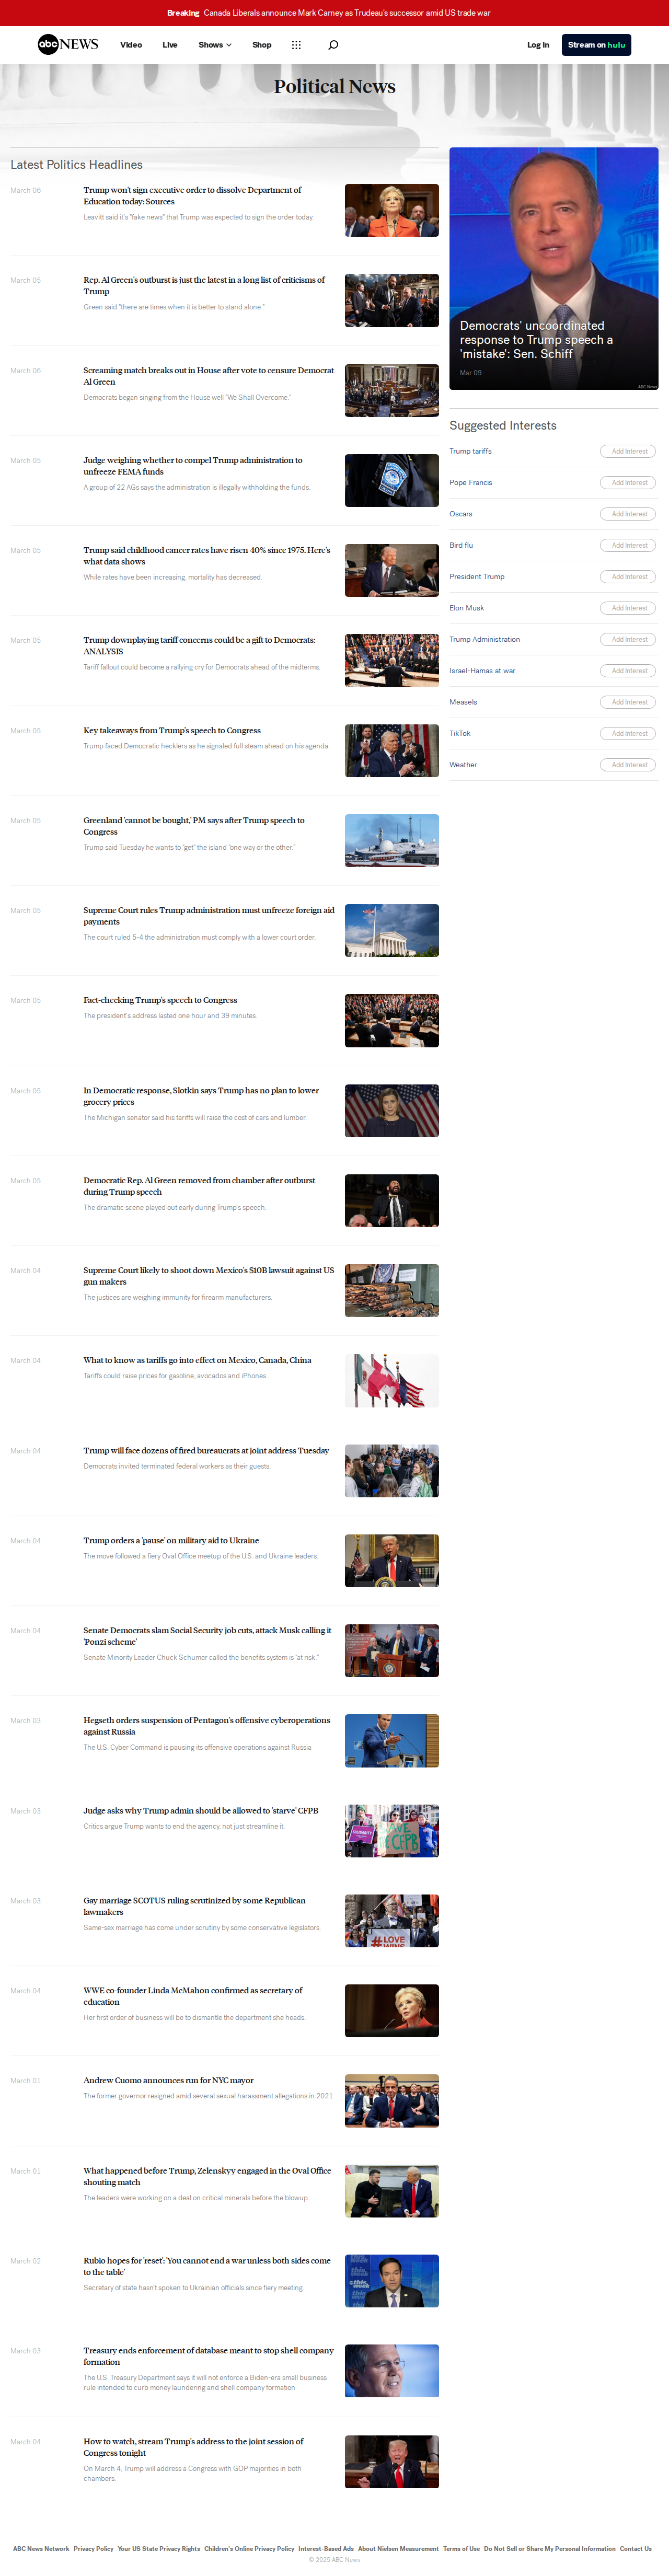 Breaking Canada Liberals announce Mark Carney as Trudeau's successor amid US trade war
abc NEWS Video Live Shows Shop Log In Stream on hulu
Political News
Latest Politics Headlines
March 06
Trump won't sign executive order to dissolve Department of
Education today: Sources
Leavitt said it's "fake news" that Trump was expected to sign the order today.
March 05
Rep. Al Green's outburst is just the latest in a long list of criticisms of
Trump
Green said "there are times when it is better to stand alone."
March 06
Screaming match breaks out in House after vote to censure Democrat
Al Green
Democrats began singing from the House well "We Shall Overcome."
March 05
Judge weighing whether to compel Trump administration to
unfreeze FEMA funds
A group of 22 AGs says the administration is illegally withholding the funds.
March 05
Trump said childhood cancer rates have risen 40% since 1975. Here's
what data shows
While rates have been increasing, mortality has decreased.
March 05
Trump downplaying tariff concerns could be a gift to Democrats:
ANALYSIS
Tariff fallout could become a rallying cry for Democrats ahead of the midterms.
March 05
Key takeaways from Trump's speech to Congress
Trump faced Democratic hecklers as he signaled full steam ahead on his agenda.
March 05
Greenland 'cannot be bought,' PM says after Trump speech to
Congress
Trump said Tuesday he wants to "get" the island "one way or the other."
March 05
Supreme Court rules Trump administration must unfreeze foreign aid
payments
The court ruled 5-4 the administration must comply with a lower court order.
March 05
Fact-checking Trump's speech to Congress
The president's address lasted one hour and 39 minutes.
March 05
In Democratic response, Slotkin says Trump has no plan to lower
grocery prices
The Michigan senator said his tariffs will raise the cost of cars and lumber.
March 05
Democratic Rep. Al Green removed from chamber after outburst
during Trump speech
The dramatic scene played out early during Trump's speech.
March 04
Supreme Court likely to shoot down Mexico's $10B lawsuit against US
gun makers
The justices are weighing immunity for firearm manufacturers.
March 04
What to know as tariffs go into effect on Mexico, Canada, China
Tariffs could raise prices for gasoline, avocados and iPhones.
March 04
Trump will face dozens of fired bureaucrats at joint address Tuesday
Democrats invited terminated federal workers as their guests.
March 04
Trump orders a 'pause' on military aid to Ukraine
The move followed a fiery Oval Office meetup of the U.S. and Ukraine leaders.
March 04
Senate Democrats slam Social Security job cuts, attack Musk calling it
'Ponzi scheme'
Senate Minority Leader Chuck Schumer called the benefits system is "at risk."
March 03
Hegseth orders suspension of Pentagon's offensive cyberoperations
against Russia
The U.S. Cyber Command is pausing its offensive operations against Russia
March 03
Judge asks why Trump admin should be allowed to 'starve' CFPB
Critics argue Trump wants to end the agency, not just streamline it.
March 03
Gay marriage SCOTUS ruling scrutinized by some Republican
lawmakers
Same-sex marriage has come under scrutiny by some conservative legislators.
March 04
WWE co-founder Linda McMahon confirmed as secretary of
education
Her first order of business will be to dismantle the department she heads.
March 01
Andrew Cuomo announces run for NYC mayor
The former governor resigned amid several sexual harassment allegations in 2021.
March 01
What happened before Trump, Zelenskyy engaged in the Oval Office
shouting match
The leaders were working on a deal on critical minerals before the blowup.
March 02
Rubio hopes for 'reset': 'You cannot end a war unless both sides come
to the table'
Secretary of state hasn't spoken to Ukrainian officials since fiery meeting.
March 03
Treasury ends enforcement of database meant to stop shell company
formation
The U.S. Treasury Department says it will not enforce a Biden-era small business
rule intended to curb money laundering and shell company formation
March 04
How to watch, stream Trump's address to the joint session of
Congress tonight
On March 4, Trump will address a Congress with GOP majorities in both
chambers.
Democrats' uncoordinated
response to Trump speech a
'mistake': Sen. Schiff
Mar 09
ABC News
Suggested Interests
Trump tariffs Add Interest
Pope Francis Add Interest
Oscars Add Interest
Bird flu Add Interest
President Trump Add Interest
Elon Musk Add Interest
Trump Administration Add Interest
Israel-Hamas at war Add Interest
Measels Add Interest
TikTok Add Interest
Weather Add Interest
ABC News Network Privacy Policy Your US State Privacy Rights Children's Online Privacy Policy Interest-Based Ads About Nielsen Measurement Terms of Use Do Not Sell or Share My Personal Information Contact Us
© 2025 ABC News